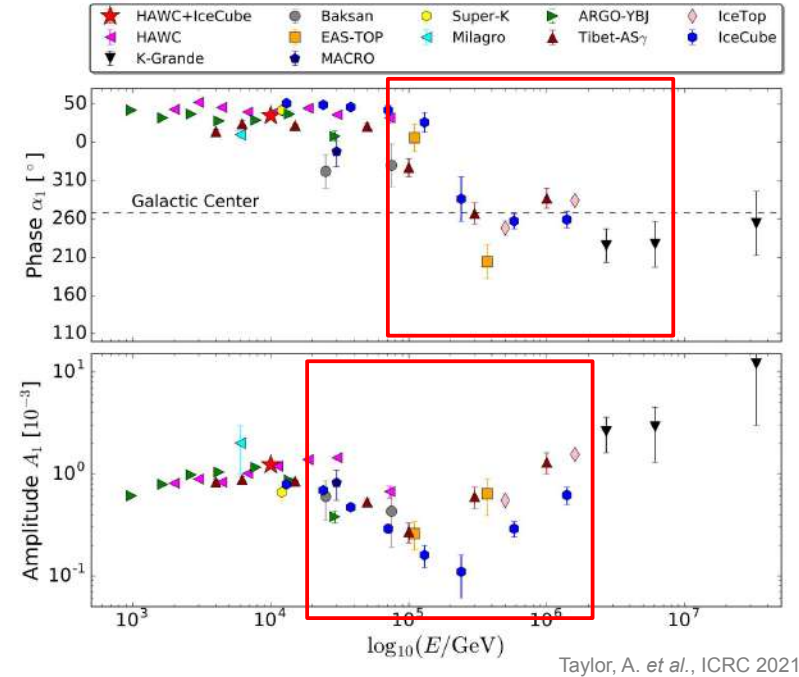 HAWC+IceCube Baksan Super-K ARGO-YBJ IceTop
HAWC EAS-TOP Milagro Tibet-ASγ IceCube
K-Grande MACRO
Phase α₁ [°]
50
0
310
260
210
160
110
Galactic Center
Amplitude A₁ [10⁻³]
10¹
10⁰
10⁻¹
10³ 10⁴ 10⁵ 10⁶ 10⁷
log₁₀(E/GeV)
Taylor, A. et al., ICRC 2021